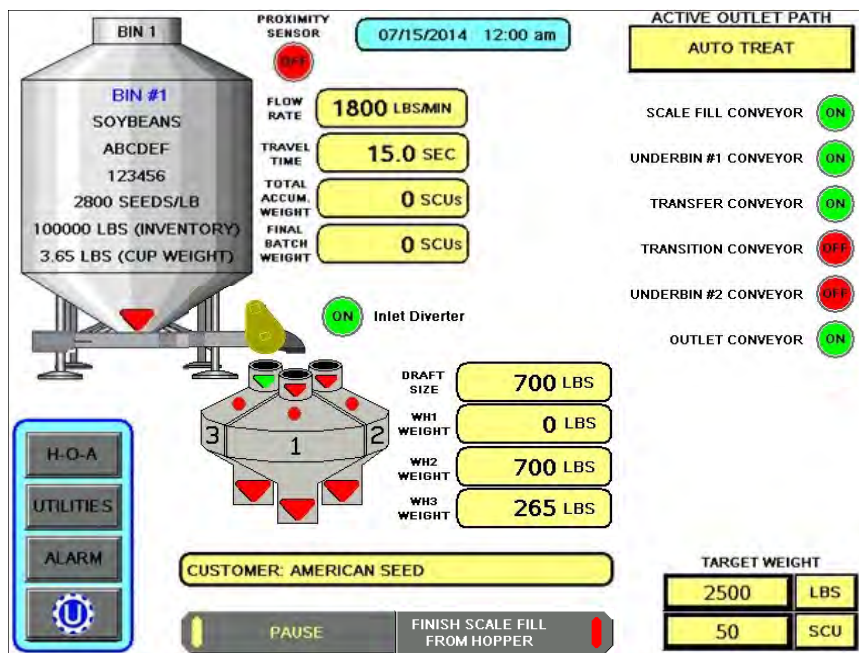 BIN 1
BIN #1
SOYBEANS
ABCDEF
123456
2800 SEEDS/LB
100000 LBS (INVENTORY)
3.65 LBS (CUP WEIGHT)
PROXIMITY
SENSOR
OFF
07/15/2014 12:00 am
FLOW
RATE
1800 LBS/MIN
TRAVEL
TIME
15.0 SEC
TOTAL
ACCUM.
WEIGHT
0 SCUs
FINAL
BATCH
WEIGHT
0 SCUs
ON Inlet Diverter
ACTIVE OUTLET PATH
AUTO TREAT
SCALE FILL CONVEYOR ON
UNDERBIN #1 CONVEYOR ON
TRANSFER CONVEYOR ON
TRANSITION CONVEYOR OFF
UNDERBIN #2 CONVEYOR OFF
OUTLET CONVEYOR ON
3 1 2
DRAFT
SIZE
700 LBS
WH1
WEIGHT
0 LBS
WH2
WEIGHT
700 LBS
WH3
WEIGHT
265 LBS
H-O-A
UTILITIES
ALARM
U
CUSTOMER: AMERICAN SEED
PAUSE
FINISH SCALE FILL
FROM HOPPER
TARGET WEIGHT
2500 LBS
50 SCU